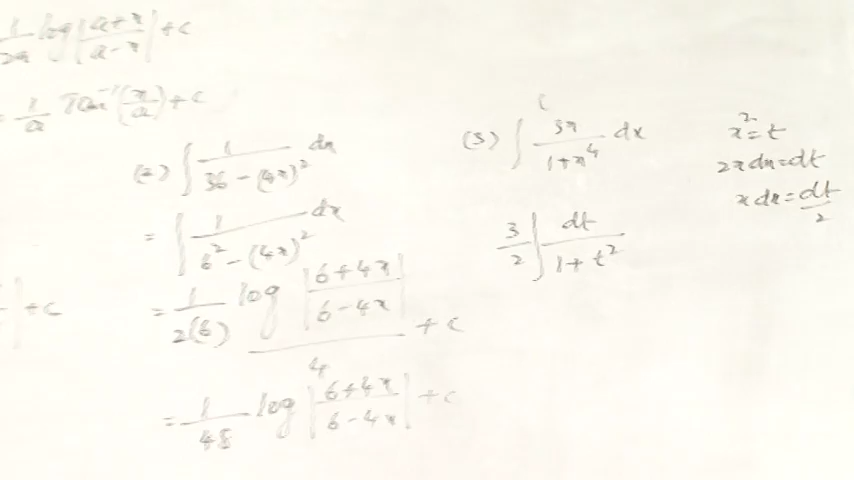 1/2a log |a+x/a-x| + c
= 1/a Tan⁻¹(x/a) + c
(2) ∫ 1/36 - (4x)² dx
= ∫ 1/6² - (4x)² dx
= 1/2(6) log |6+4x/6-4x| / 4 + c
= 1/48 log |6+4x/6-4x| + c
| + c
(3) ∫ 3x/1+x⁴ dx
3/2 ∫ dt/1+t²
x² = t
2x dx = dt
x dx = dt/2